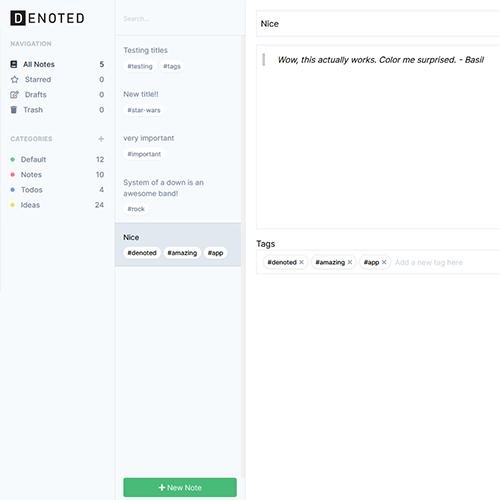 DENOTED
NAVIGATION
All Notes 5
Starred 0
Drafts 0
Trash 0
CATEGORIES +
Default 12
Notes 10
Todos 4
Ideas 24
Search...
Testing titles
#testing #tags
New title!!
#star-wars
very important
#important
System of a down is an
awesome band!
#rock
Nice
#denoted #amazing #app
+ New Note
Nice
Wow, this actually works. Color me surprised. - Basil
Tags
#denoted × #amazing × #app × Add a new tag here